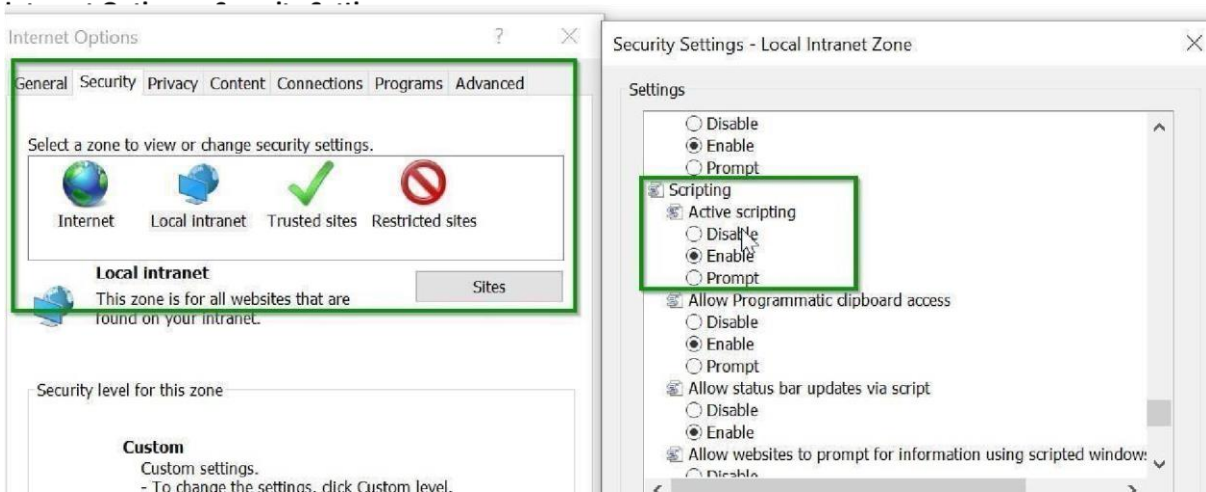 Internet Options ? ×
General Security Privacy Content Connections Programs Advanced
Select a zone to view or change security settings.
Internet Local intranet Trusted sites Restricted sites
Local intranet
Sites
This zone is for all websites that are
found on your intranet.
Security level for this zone
Custom
Custom settings.
- To change the settings, click Custom level.
Security Settings - Local Intranet Zone ×
Settings
Disable
Enable
Prompt
Scripting
Active scripting
Disable
Enable
Prompt
Allow Programmatic clipboard access
Disable
Enable
Prompt
Allow status bar updates via script
Disable
Enable
Allow websites to prompt for information using scripted window
Disable